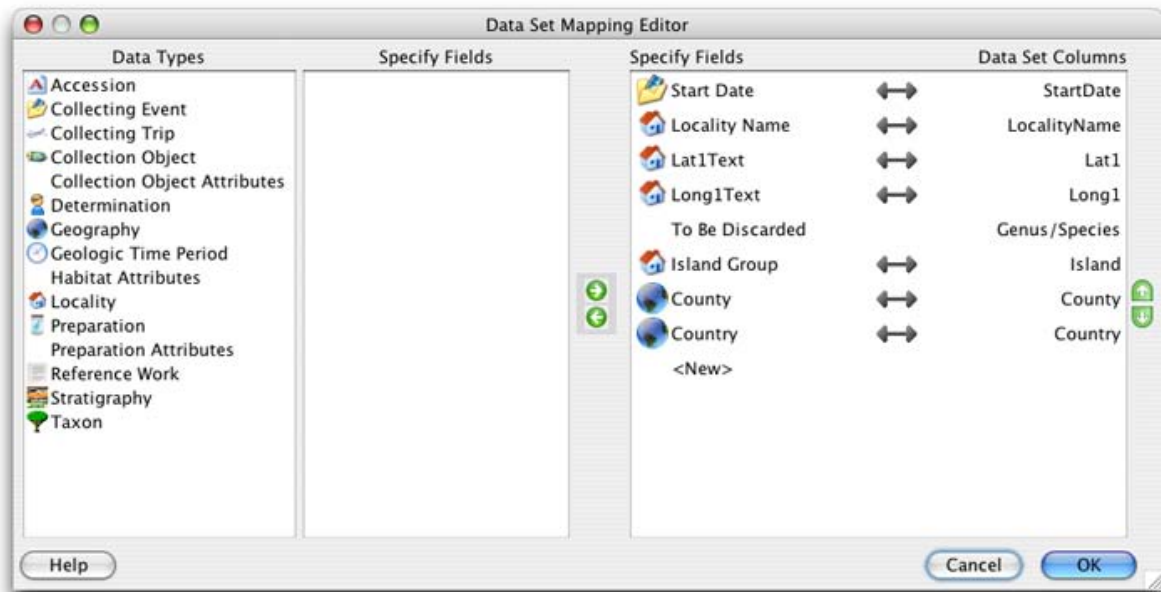 Data Set Mapping Editor
Data Types
Accession
Collecting Event
Collecting Trip
Collection Object
Collection Object Attributes
Determination
Geography
Geologic Time Period
Habitat Attributes
Locality
Preparation
Preparation Attributes
Reference Work
Stratigraphy
Taxon
Specify Fields
Specify Fields Data Set Columns
Start Date StartDate
Locality Name LocalityName
Lat1Text Lat1
Long1Text Long1
To Be Discarded Genus/Species
Island Group Island
County County
Country Country
<New>
Help
Cancel
OK